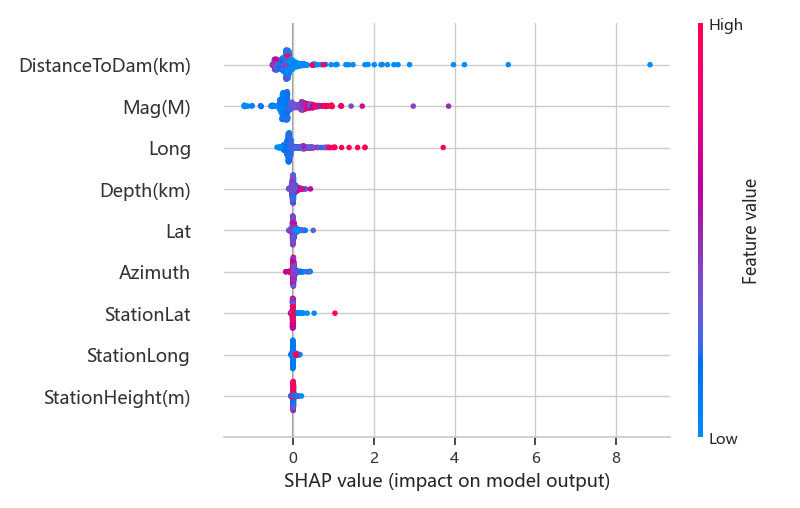 High
DistanceToDam(km)
Mag(M)
Long
Depth(km)
Lat
Azimuth
StationLat
StationLong
StationHeight(m)
Feature value
Low
0 2 4 6 8
SHAP value (impact on model output)